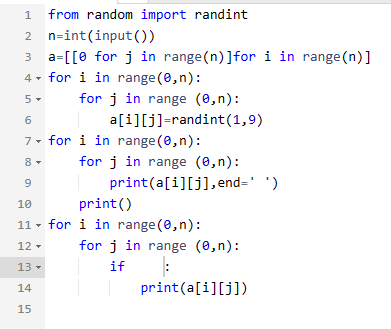 1 from random import randint
2 n=int(input())
3 a=[[0 for j in range(n)]for i in range(n)]
4 for i in range(0,n):
5     for j in range (0,n):
6         a[i][j]=randint(1,9)
7 for i in range(0,n):
8     for j in range (0,n):
9         print(a[i][j],end=' ')
10     print()
11 for i in range(0,n):
12     for j in range (0,n):
13         if     :
14             print(a[i][j])
15